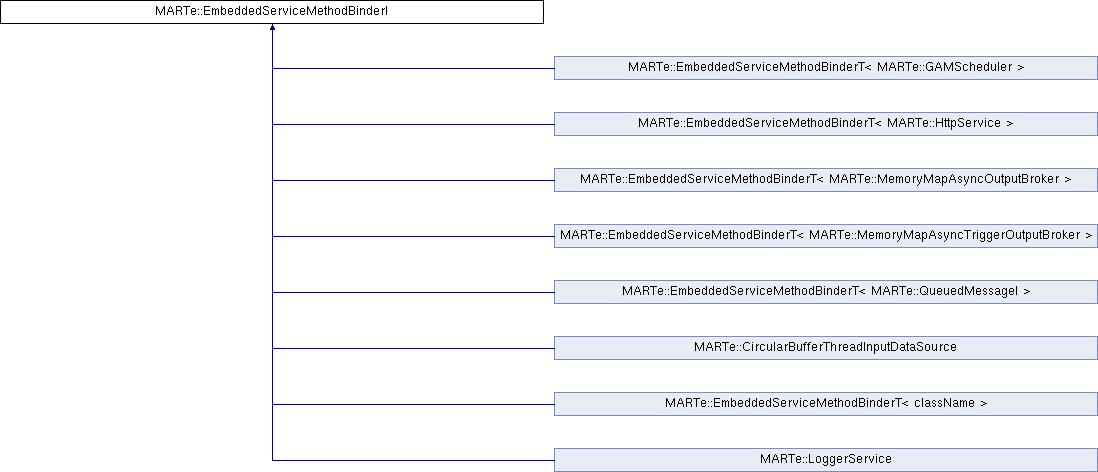 MARTe::EmbeddedServiceMethodBinderI
MARTe::EmbeddedServiceMethodBinderT< MARTe::GAMScheduler >
MARTe::EmbeddedServiceMethodBinderT< MARTe::HttpService >
MARTe::EmbeddedServiceMethodBinderT< MARTe::MemoryMapAsyncOutputBroker >
MARTe::EmbeddedServiceMethodBinderT< MARTe::MemoryMapAsyncTriggerOutputBroker >
MARTe::EmbeddedServiceMethodBinderT< MARTe::QueuedMessageI >
MARTe::CircularBufferThreadInputDataSource
MARTe::EmbeddedServiceMethodBinderT< className >
MARTe::LoggerService